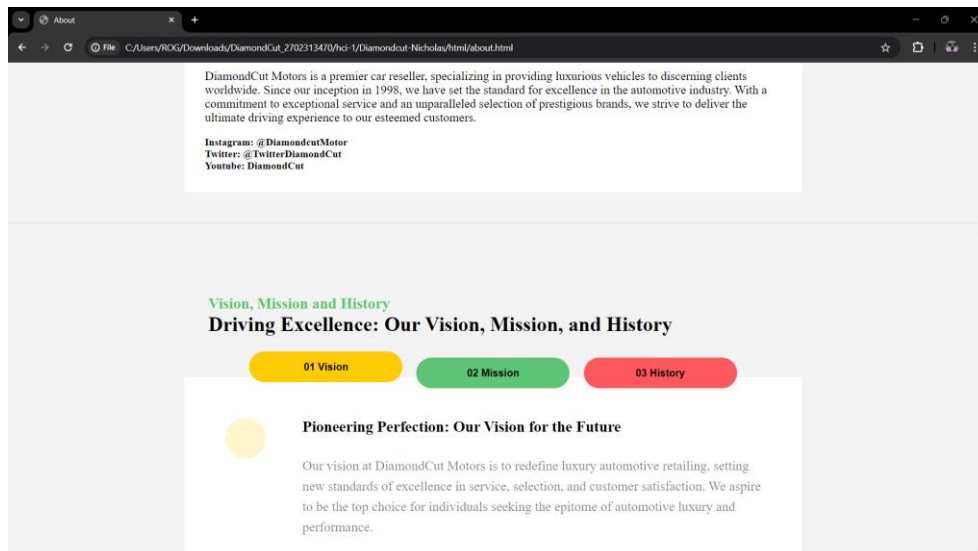 About
File
C:/Users/ROG/Downloads/DiamondCut_2702313470/hci-1/Diamondcut-Nicholas/html/about.html
DiamondCut Motors is a premier car reseller, specializing in providing luxurious vehicles to discerning clients
worldwide. Since our inception in 1998, we have set the standard for excellence in the automotive industry. With a
commitment to exceptional service and an unparalleled selection of prestigious brands, we strive to deliver the
ultimate driving experience to our esteemed customers.
Instagram: @DiamondcutMotor
Twitter: @TwitterDiamondCut
Youtube: DiamondCut
Vision, Mission and History
Driving Excellence: Our Vision, Mission, and History
01 Vision
02 Mission
03 History
Pioneering Perfection: Our Vision for the Future
Our vision at DiamondCut Motors is to redefine luxury automotive retailing, setting
new standards of excellence in service, selection, and customer satisfaction. We aspire
to be the top choice for individuals seeking the epitome of automotive luxury and
performance.